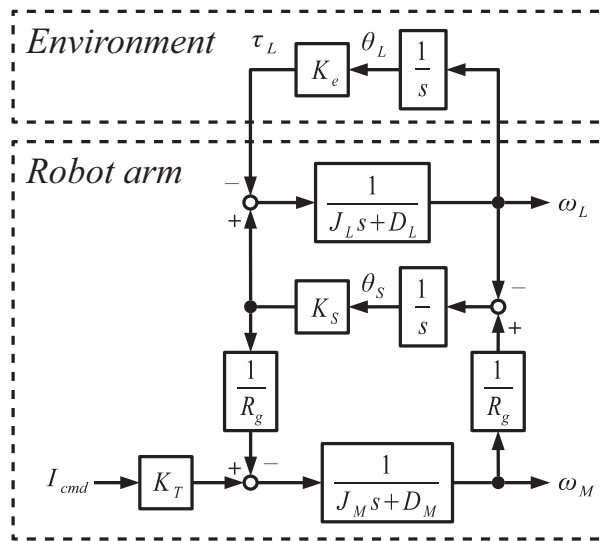 Environment
τ_L K_e θ_L 1/s
Robot arm
− + 1/(J_L s+D_L) ω_L
K_S θ_S 1/s − +
1/R_g 1/R_g
I_cmd K_T + − 1/(J_M s+D_M) ω_M